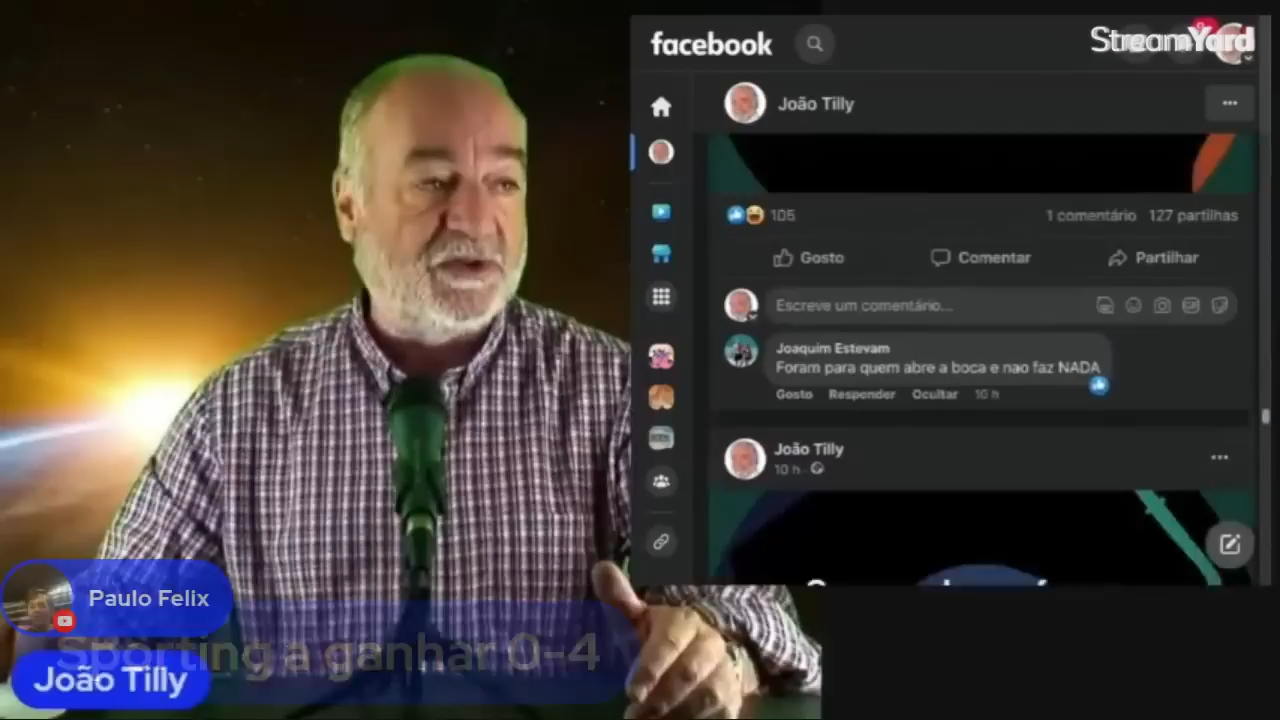 facebook
StreamYard
João Tilly
105
1 comentário 127 partilhas
Gosto Comentar Partilhar
Escreve um comentário...
Joaquim Estevam
Foram para quem abre a boca e nao faz NADA
Gosto Responder Ocultar 10 h
João Tilly
10 h
Paulo Felix
Sporting a ganhar 0-4
João Tilly